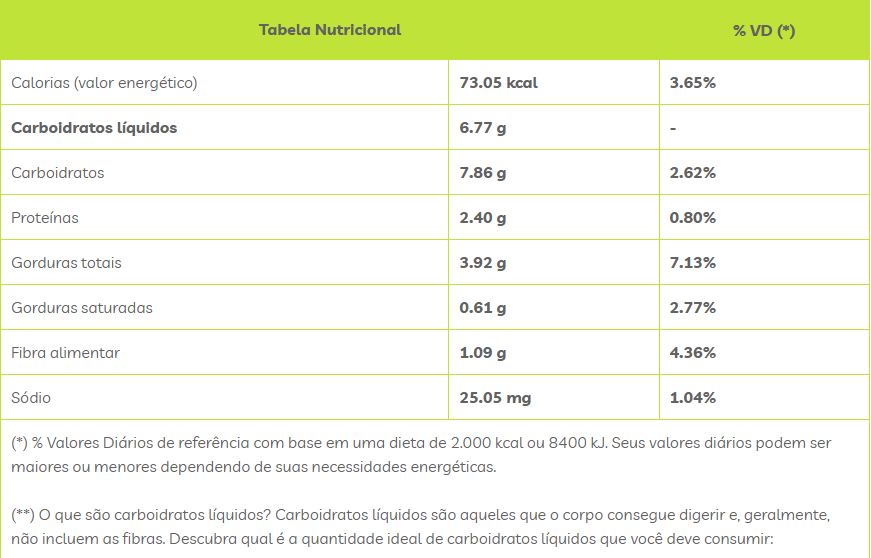 Tabela Nutricional % VD (*)
Calorias (valor energético) 73.05 kcal 3.65%
Carboidratos líquidos 6.77 g -
Carboidratos 7.86 g 2.62%
Proteínas 2.40 g 0.80%
Gorduras totais 3.92 g 7.13%
Gorduras saturadas 0.61 g 2.77%
Fibra alimentar 1.09 g 4.36%
Sódio 25.05 mg 1.04%
(*) % Valores Diários de referência com base em uma dieta de 2.000 kcal ou 8400 kJ. Seus valores diários podem ser
maiores ou menores dependendo de suas necessidades energéticas.
(**) O que são carboidratos líquidos? Carboidratos líquidos são aqueles que o corpo consegue digerir e, geralmente,
não incluem as fibras. Descubra qual é a quantidade ideal de carboidratos líquidos que você deve consumir: